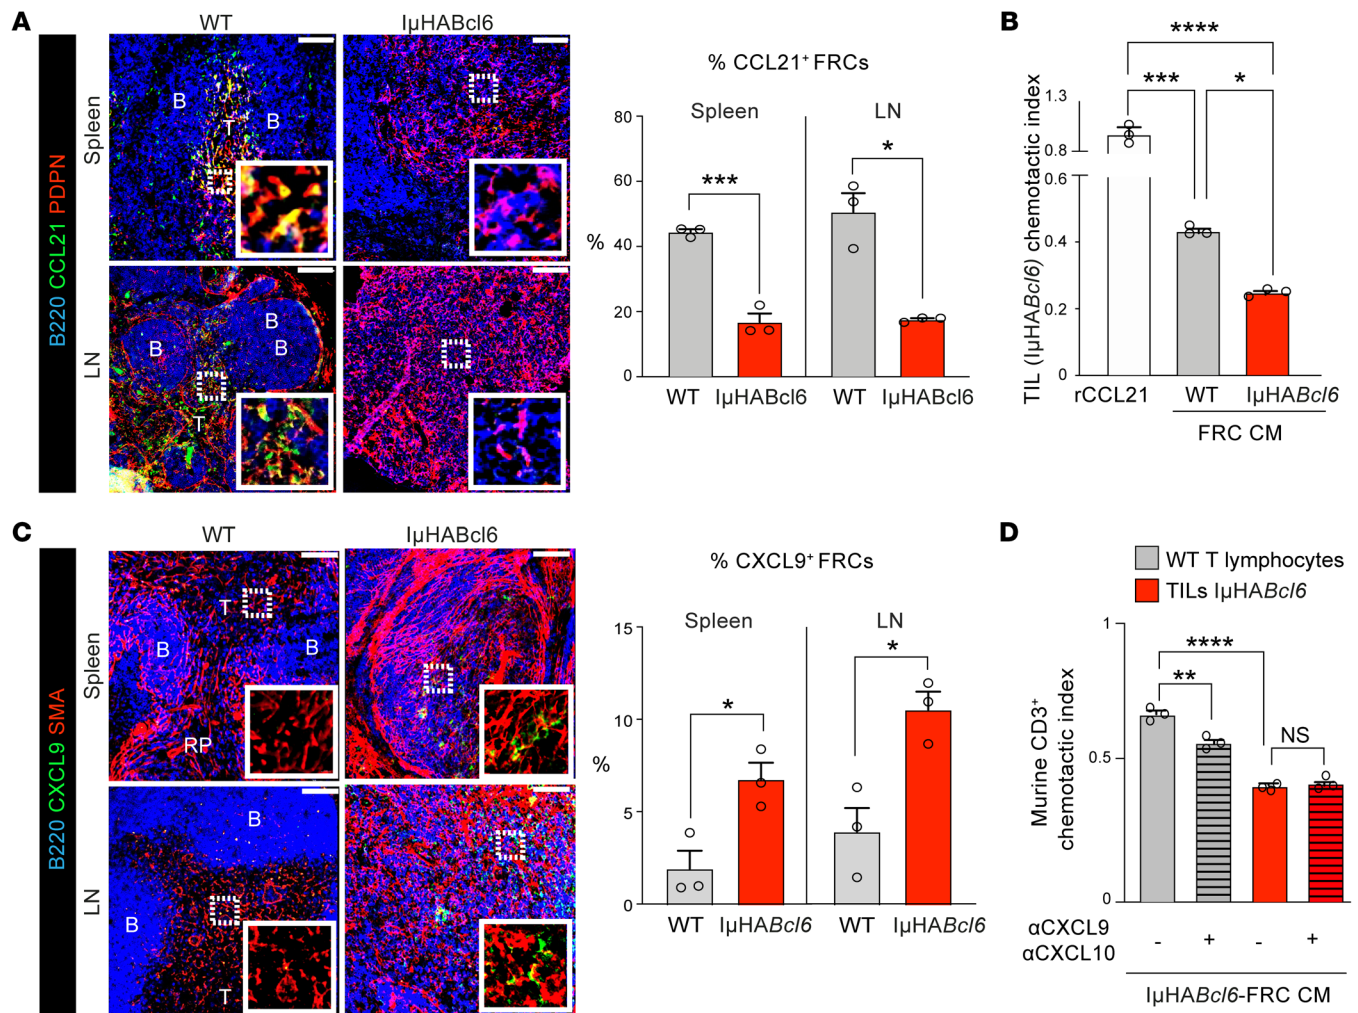 A
WT
IμHABcl6
B220 CCL21 PDPN
Spleen
LN
B
T
B
B
B
B
T
% CCL21⁺ FRCs
Spleen
LN
80
60
40
20
0
%
***
*
WT
IμHABcl6
WT
IμHABcl6
B
TIL (IμHABcl6) chemotactic index
1.3
0.8
0.6
0.4
0.2
0
****
***
*
rCCL21
WT
IμHABcl6
FRC CM
C
WT
IμHABcl6
B220 CXCL9 SMA
Spleen
LN
T
B
B
RP
B
B
T
% CXCL9⁺ FRCs
Spleen
LN
15
10
5
0
%
*
*
WT
IμHABcl6
WT
IμHABcl6
D
WT T lymphocytes
TILs IμHABcl6
Murine CD3⁺
chemotactic index
1
0.5
0
****
**
NS
αCXCL9
αCXCL10
- + - +
IμHABcl6-FRC CM